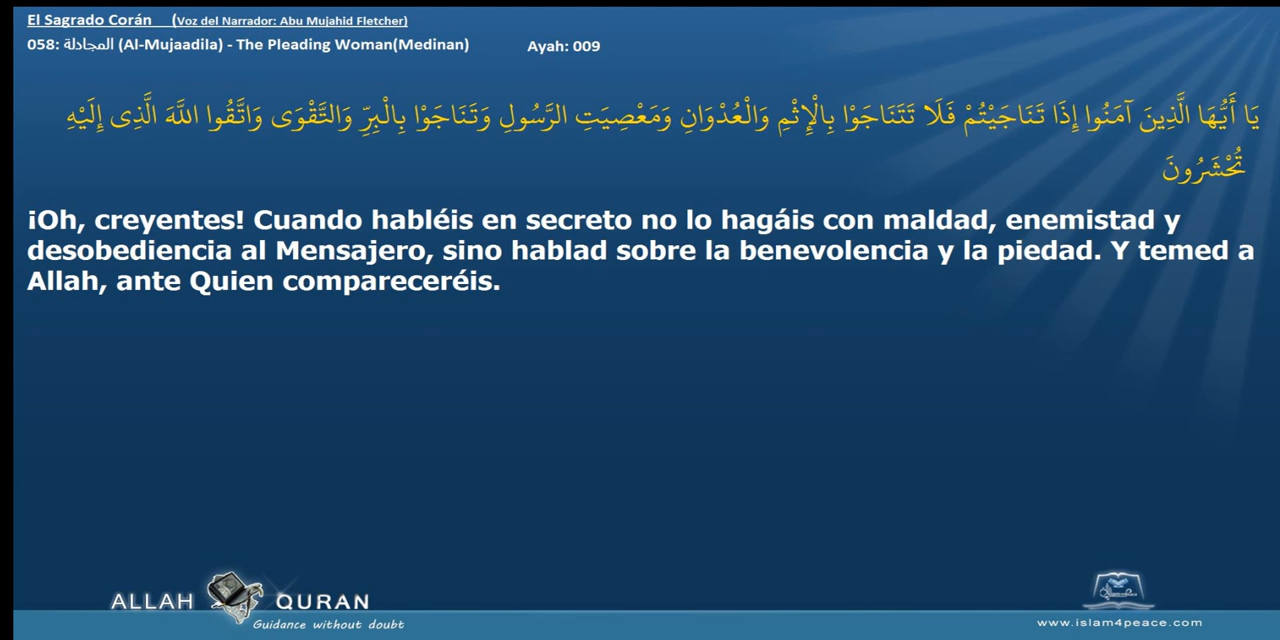 El Sagrado Corán (Voz del Narrador: Abu Mujahid Fletcher)
058: المجادلة (Al-Mujaadila) - The Pleading Woman(Medinan) Ayah: 009
يَا أَيُّهَا الَّذِينَ آمَنُوا إِذَا تَنَاجَيْتُمْ فَلَا تَتَنَاجَوْا بِالْإِثْمِ وَالْعُدْوَانِ وَمَعْصِيَتِ الرَّسُولِ وَتَنَاجَوْا بِالْبِرِّ وَالتَّقْوَى وَاتَّقُوا اللَّهَ الَّذِى إِلَيْهِ
تُحْشَرُونَ
¡Oh, creyentes! Cuando habléis en secreto no lo hagáis con maldad, enemistad y
desobediencia al Mensajero, sino hablad sobre la benevolencia y la piedad. Y temed a
Allah, ante Quien compareceréis.
ALLAH QURAN
Guidance without doubt
www.islam4peace.com